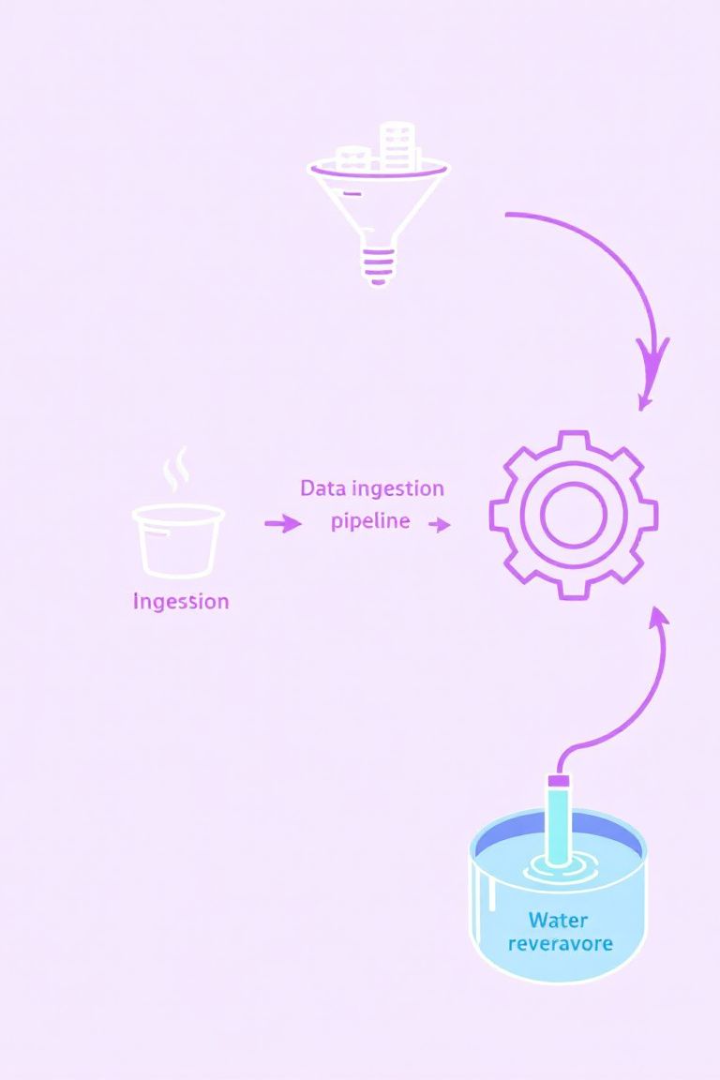 Data ingestion
pipeline
Ingession
Water
reveravore